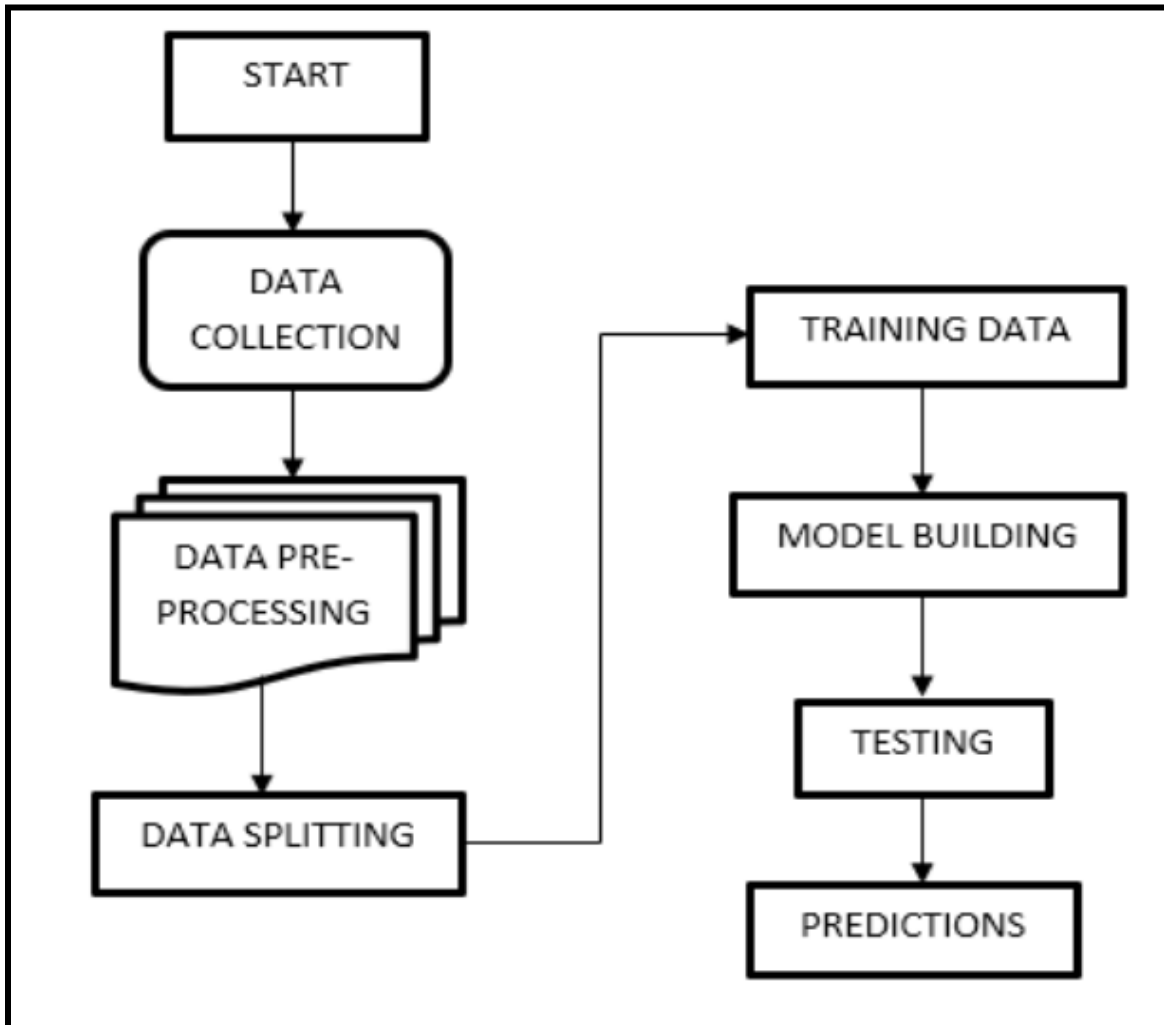 START
DATA
COLLECTION
DATA PRE-
PROCESSING
DATA SPLITTING
TRAINING DATA
MODEL BUILDING
TESTING
PREDICTIONS